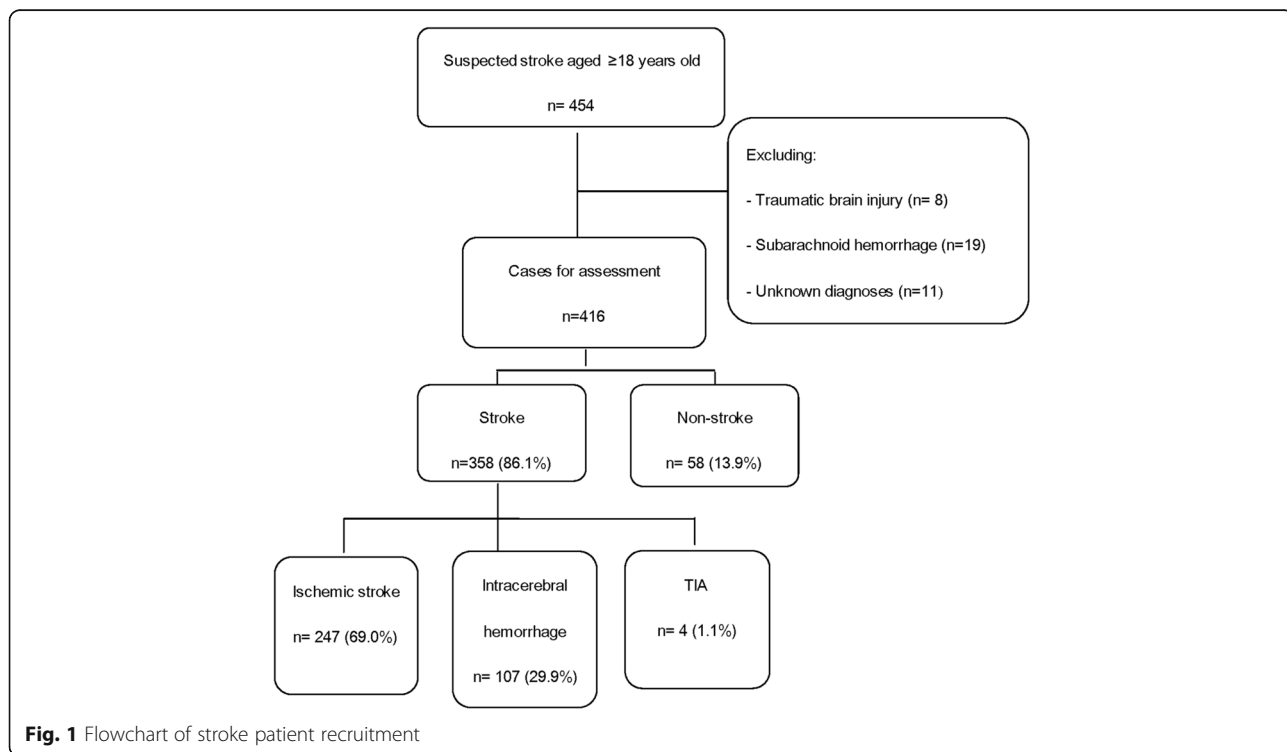 Suspected stroke aged ≥18 years old
n= 454
Excluding:
- Traumatic brain injury (n= 8)
- Subarachnoid hemorrhage (n=19)
- Unknown diagnoses (n=11)
Cases for assessment
n=416
Stroke
n=358 (86.1%)
Non-stroke
n= 58 (13.9%)
Ischemic stroke
n= 247 (69.0%)
Intracerebral
hemorrhage
n= 107 (29.9%)
TIA
n= 4 (1.1%)
Fig. 1 Flowchart of stroke patient recruitment